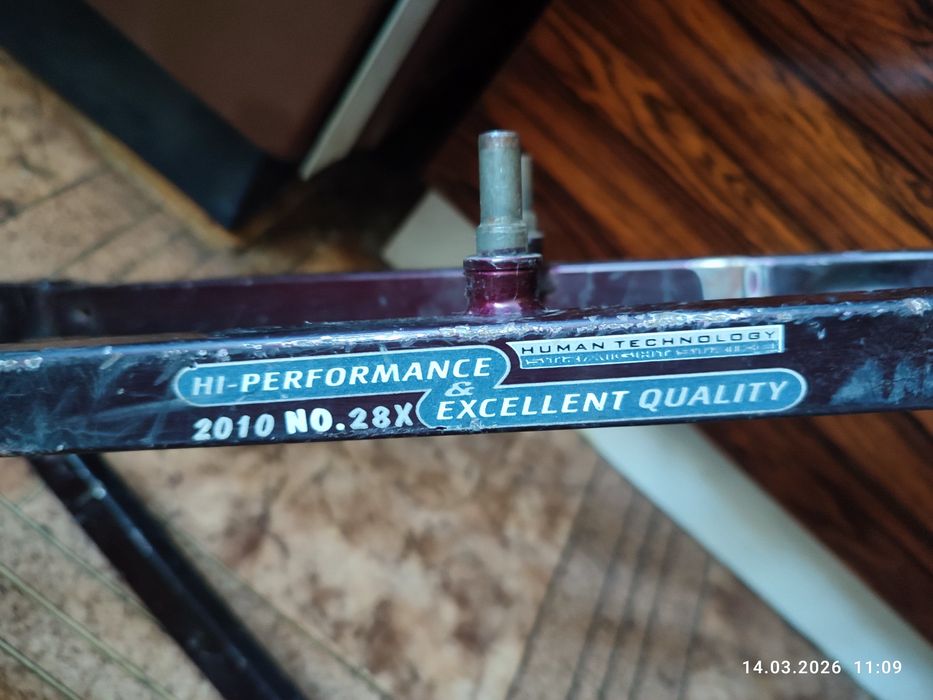 HUMAN TECHNOLOGY
HI-PERFORMANCE
&
EXCELLENT QUALITY
2010 NO.28X
14.03.2026 11:09